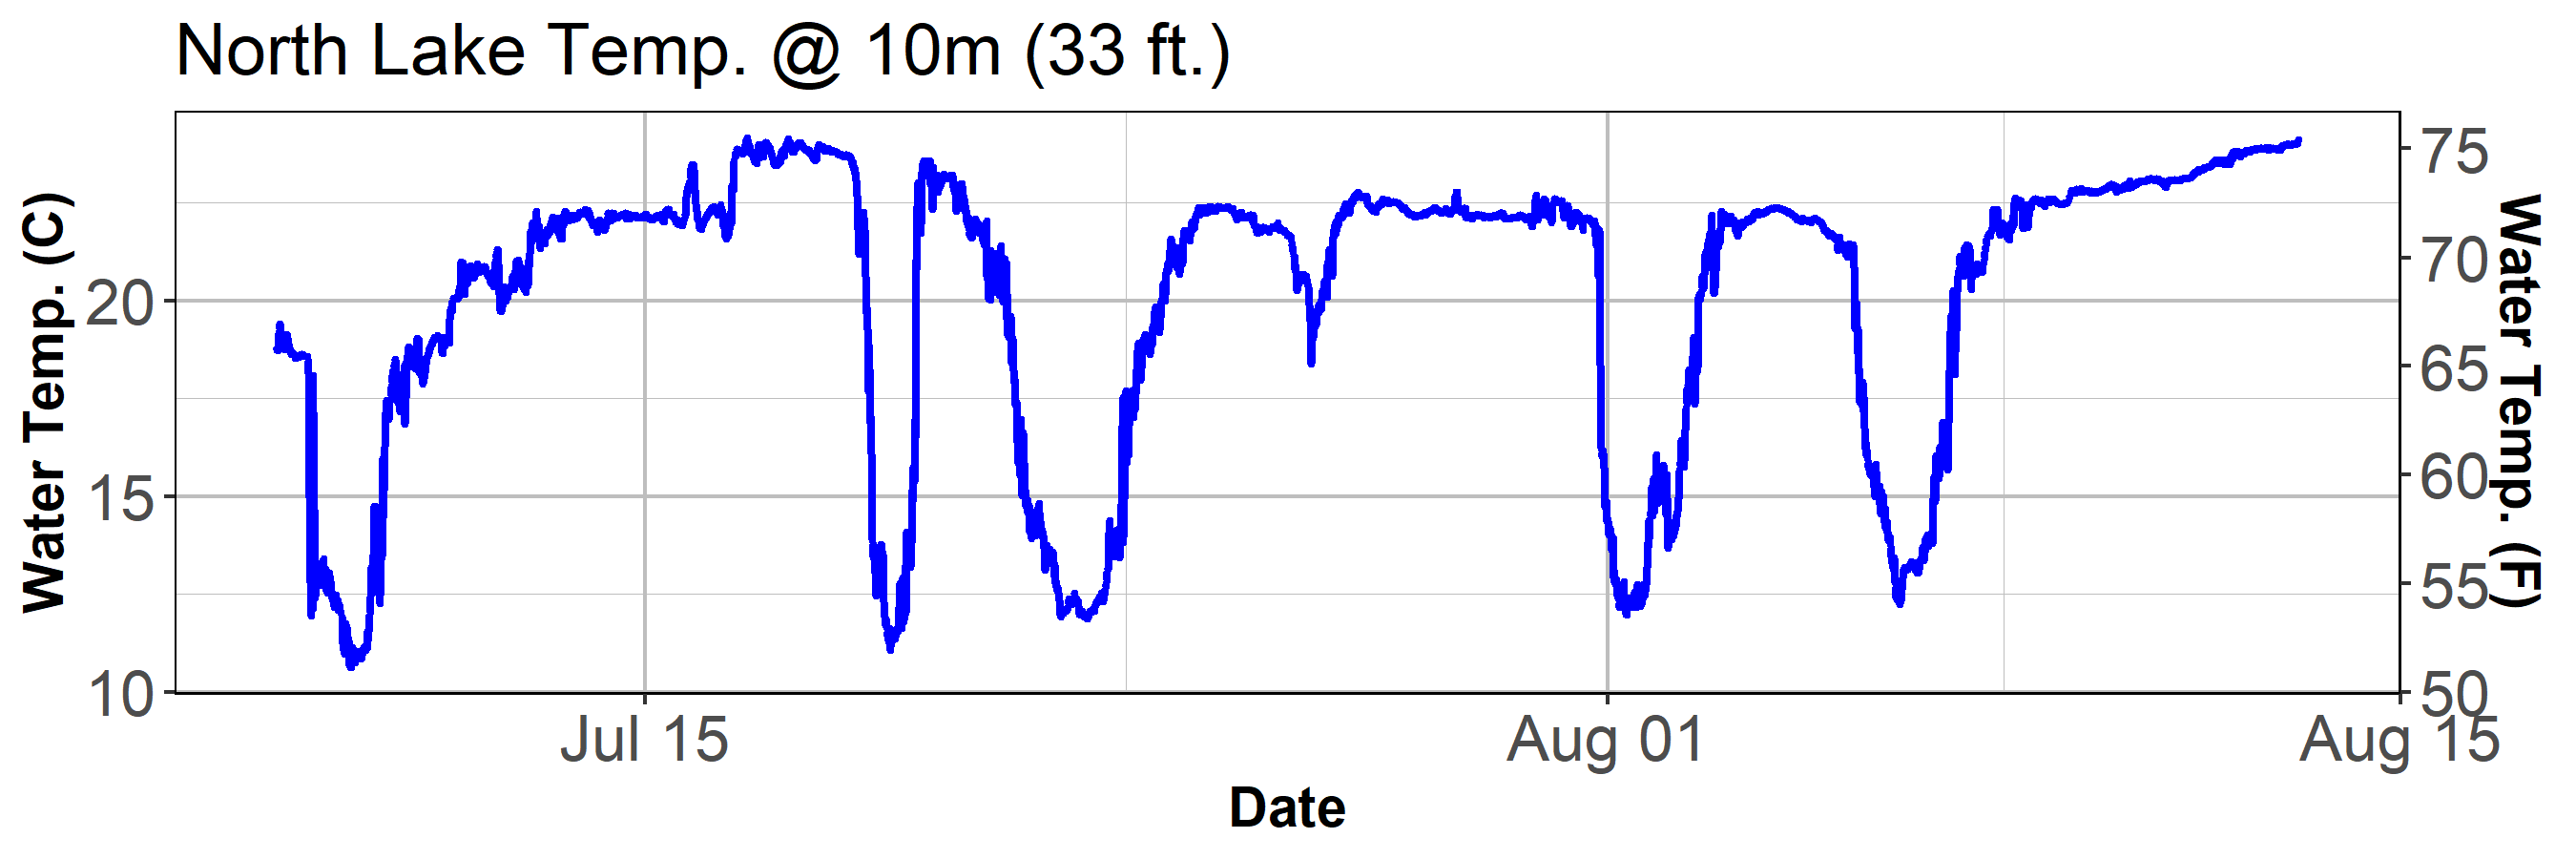 North Lake Temp. @ 10m (33 ft.)
Water Temp. (C)
20
15
10
75
70
65
60
55
50
Water Temp. (F)
Jul 15
Aug 01
Aug 15
Date